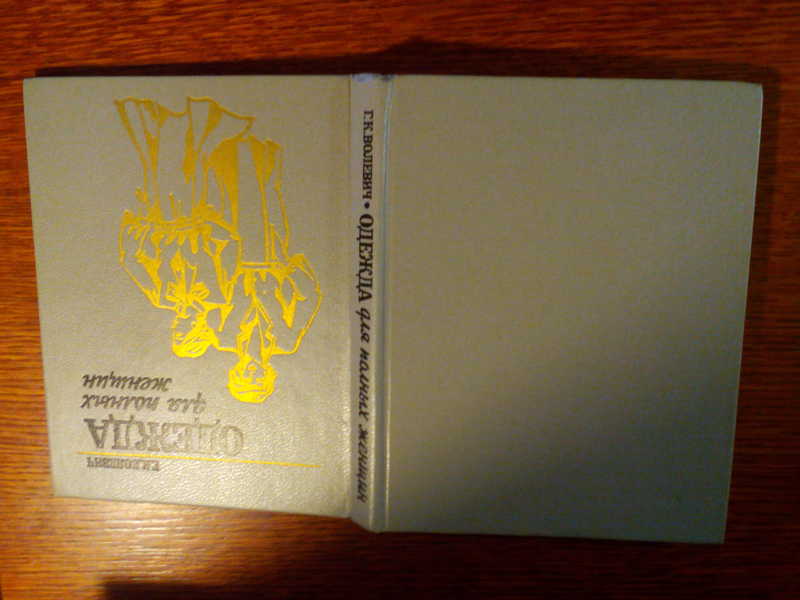 Г.К.ВОЛЕВИЧ
ОДЕЖДА
для полных
женщин
Г.К.ВОЛЕВИЧ • ОДЕЖДА для полных женщин